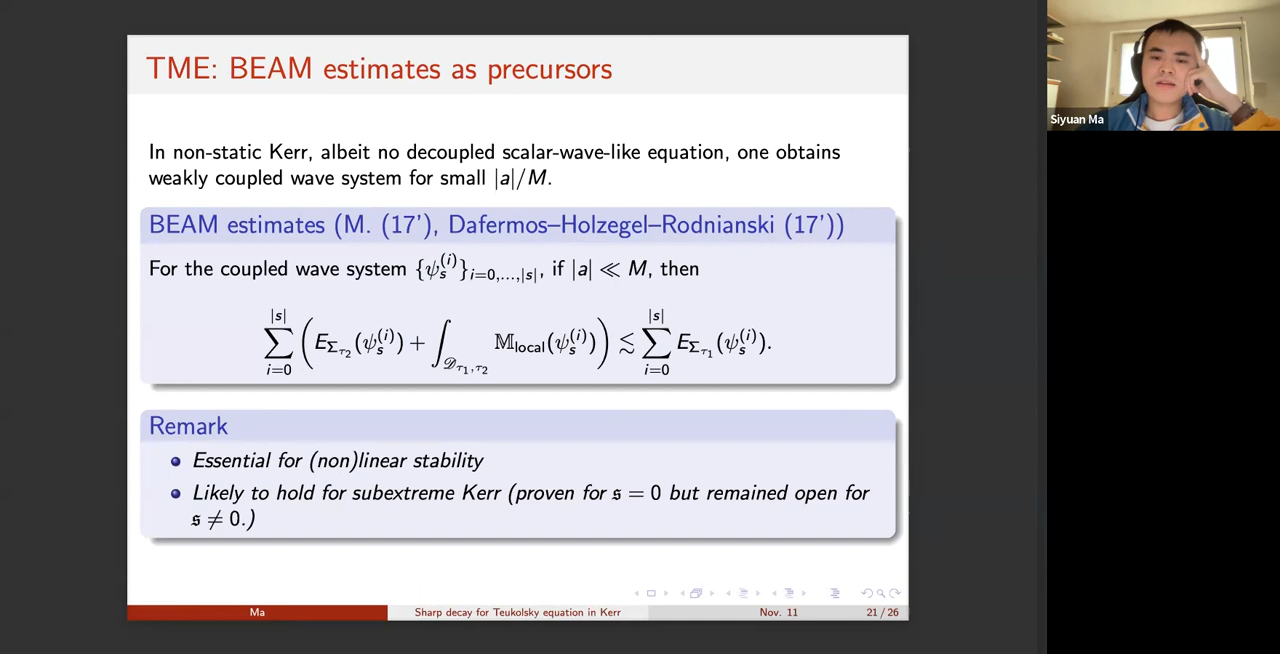 TME: BEAM estimates as precursors
Siyuan Ma
In non-static Kerr, albeit no decoupled scalar-wave-like equation, one obtains
weakly coupled wave system for small |a|/M.
BEAM estimates (M. (17'), Dafermos–Holzegel–Rodnianski (17'))
For the coupled wave system {ψ_s^{(i)}}_{i=0,...,|s|}, if |a| ≪ M, then
∑_{i=0}^{|s|} ( E_{Σ_{τ_2}}(ψ_s^{(i)}) + ∫_{𝒟_{τ_1,τ_2}} 𝕄_{local}(ψ_s^{(i)}) ) ≲ ∑_{i=0}^{|s|} E_{Σ_{τ_1}}(ψ_s^{(i)}).
Remark
• Essential for (non)linear stability
• Likely to hold for subextreme Kerr (proven for 𝔰 = 0 but remained open for
𝔰 ≠ 0.)
Ma
Sharp decay for Teukolsky equation in Kerr
Nov. 11
21 / 26